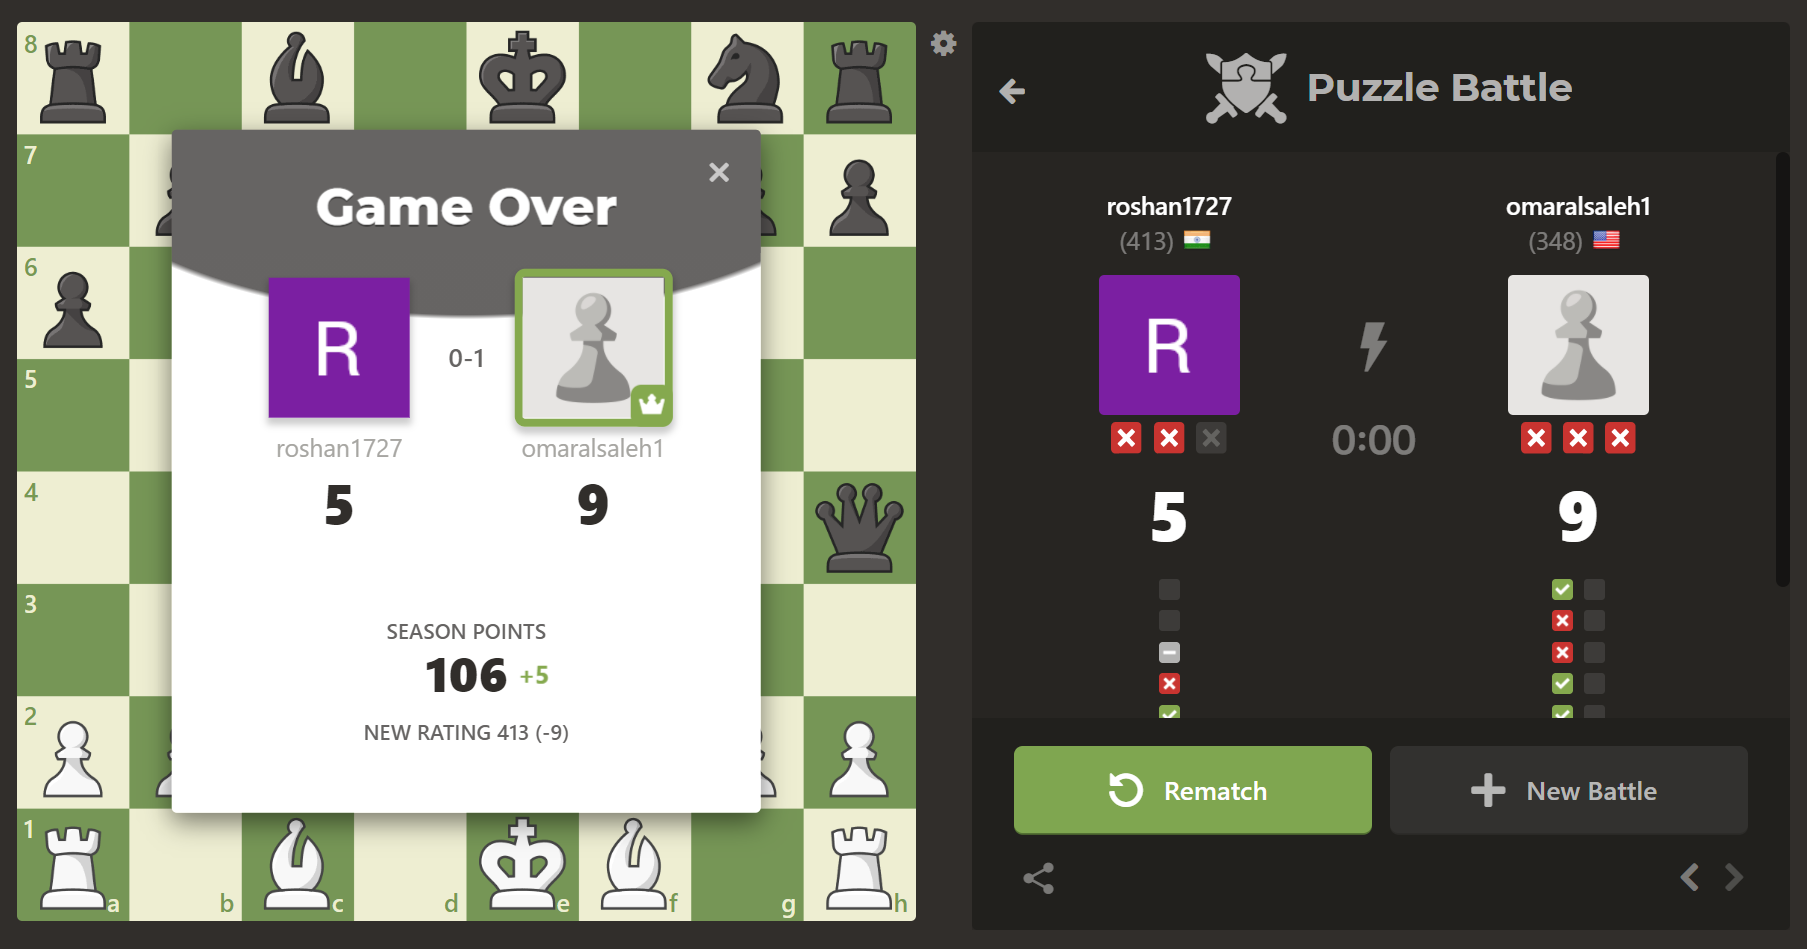 8
7
6
5
4
3
2
1
a
b
c
d
e
f
g
h
Game Over
R
0-1
roshan1727
omaralsaleh1
5
9
SEASON POINTS
106 +5
NEW RATING 413 (-9)
Puzzle Battle
roshan1727
omaralsaleh1
(413)
(348)
R
0:00
5
9
Rematch
New Battle